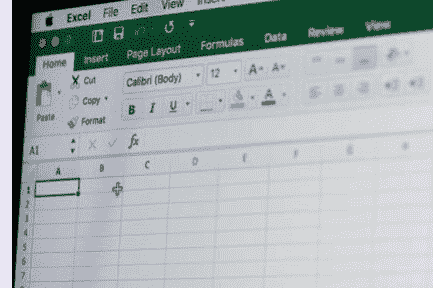 Excel File Edit View Insert
Home Insert Page Layout Formulas Data Review View
Cut
Calibri (Body) 12 A A
Copy
Paste
B I U A
Format
A1 fx
A B C D E F G H
1
2
3
4
5
6
7